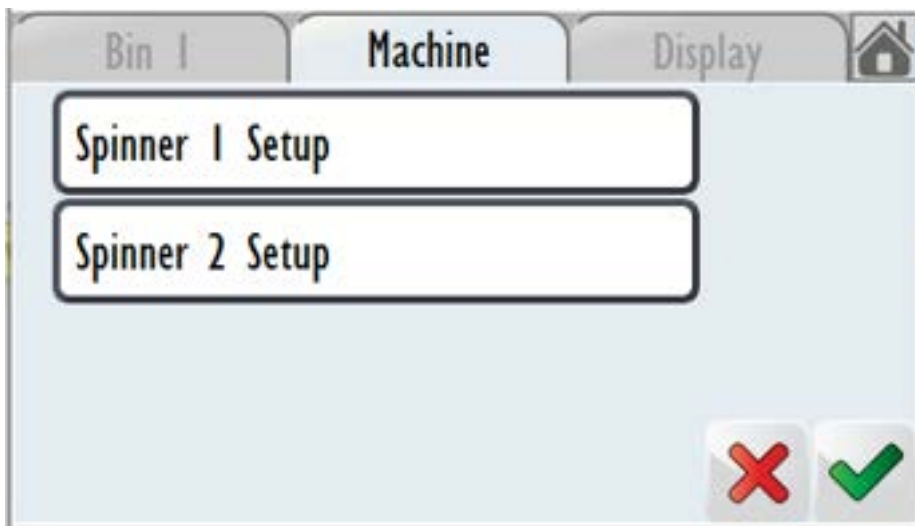 Bin 1
Machine
Display
Spinner 1 Setup
Spinner 2 Setup